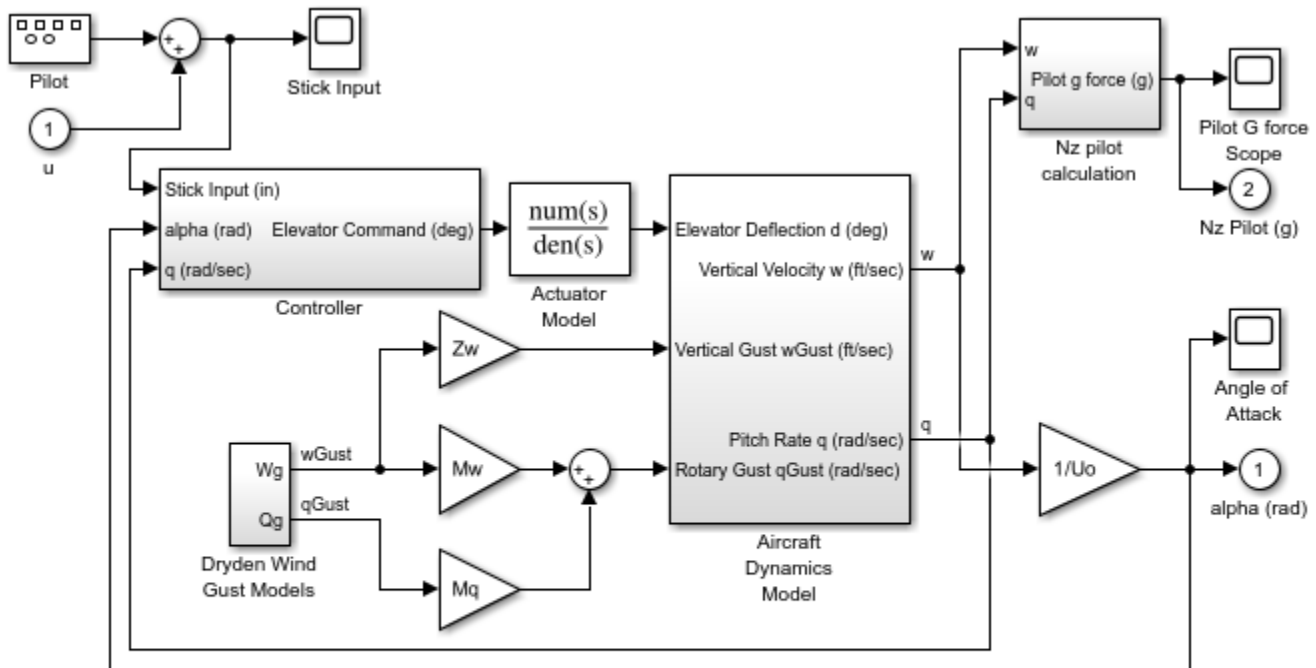 Pilot
+
+
1
u
Stick Input
Stick Input (in)
alpha (rad)
q (rad/sec)
Elevator Command (deg)
Controller
num(s)
den(s)
Actuator
Model
Zw
Mw
Mq
Wg
Qg
wGust
qGust
Dryden Wind
Gust Models
+
+
Elevator Deflection d (deg)
Vertical Velocity w (ft/sec)
Vertical Gust wGust (ft/sec)
Pitch Rate q (rad/sec)
Rotary Gust qGust (rad/sec)
Aircraft
Dynamics
Model
w
q
w
Pilot g force (g)
q
Nz pilot
calculation
Pilot G force
Scope
2
Nz Pilot (g)
Angle of
Attack
1/Uo
1
alpha (rad)